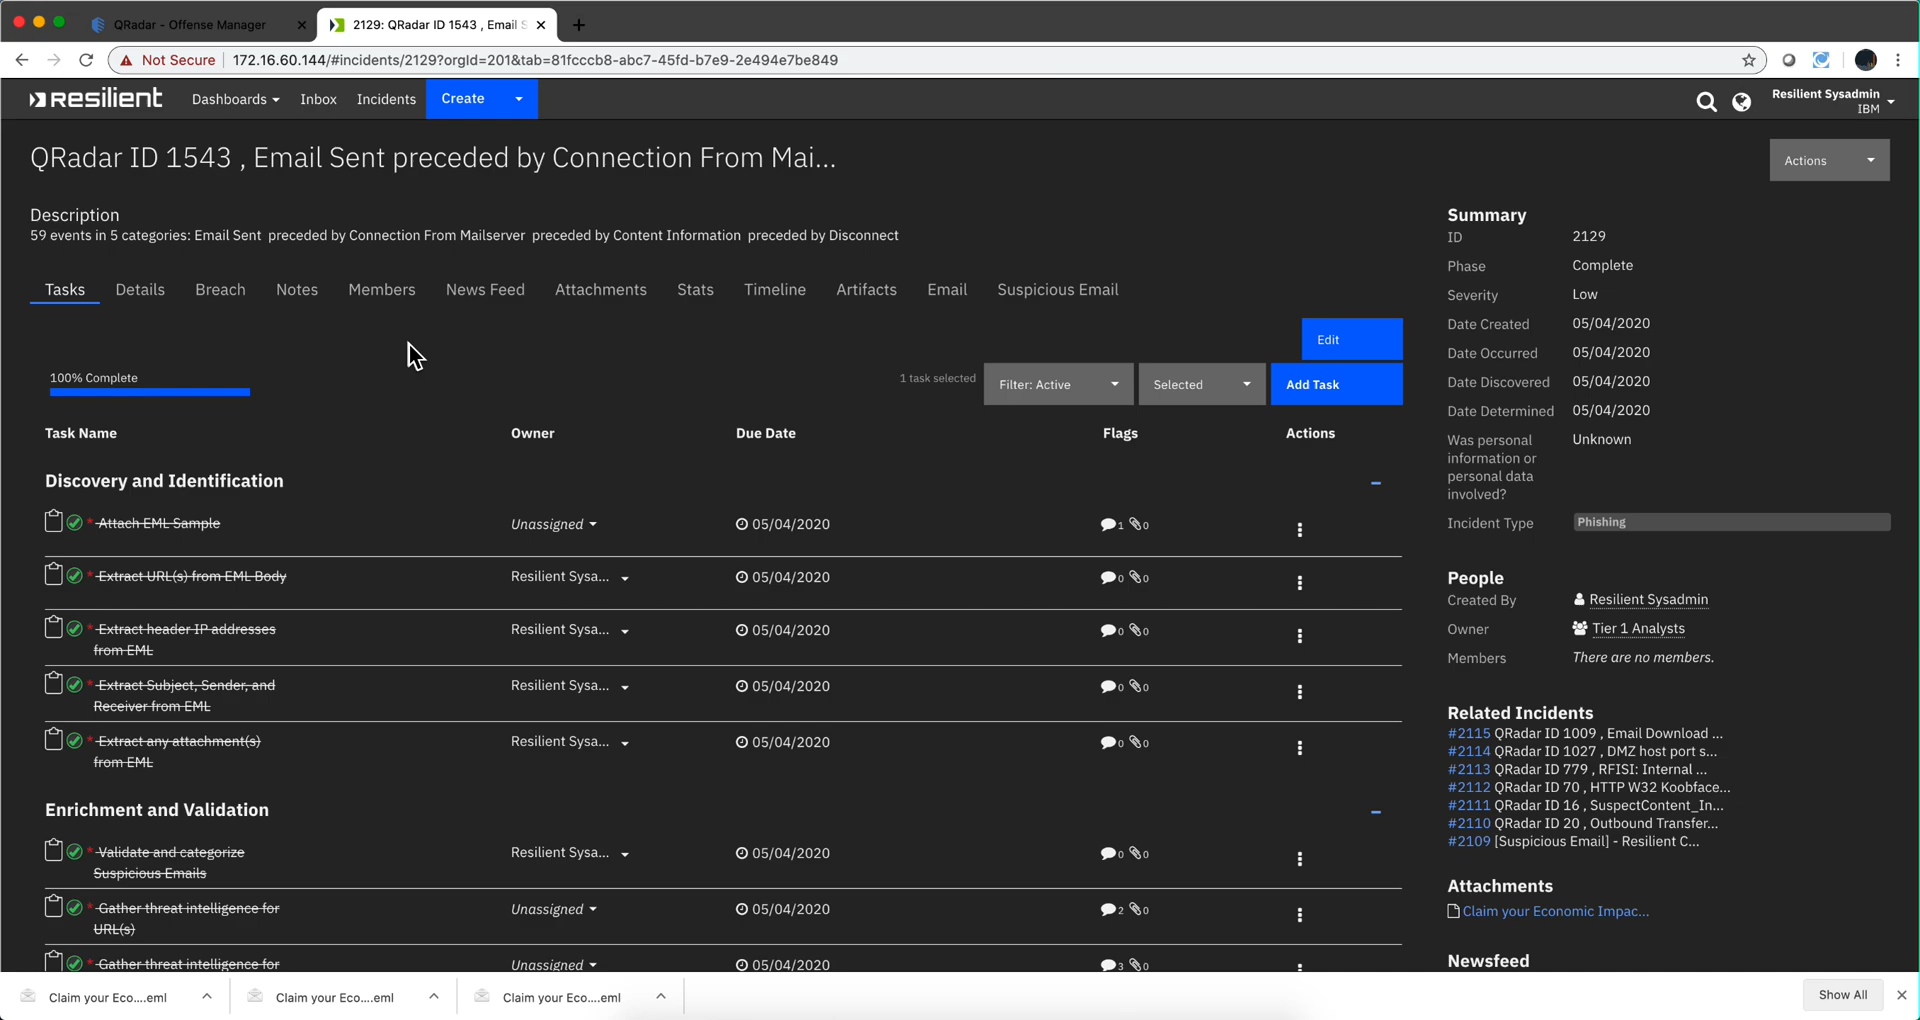 QRadar - Offense Manager
2129: QRadar ID 1543 , Email S
Not Secure
172.16.60.144/#incidents/2129?orgId=201&tab=81fcccb8-abc7-45fd-b7e9-2e494e7be849
resilient
Dashboards
Inbox
Incidents
Create
Resilient Sysadmin
IBM
QRadar ID 1543 , Email Sent preceded by Connection From Mai...
Actions
Description
59 events in 5 categories: Email Sent preceded by Connection From Mailserver preceded by Content Information preceded by Disconnect
Tasks
Details
Breach
Notes
Members
News Feed
Attachments
Stats
Timeline
Artifacts
Email
Suspicious Email
Edit
100% Complete
1 task selected
Filter: Active
Selected
Add Task
Task Name
Owner
Due Date
Flags
Actions
Discovery and Identification
* Attach EML Sample
Unassigned
05/04/2020
1
0
* Extract URL(s) from EML Body
Resilient Sysa...
05/04/2020
0
0
* Extract header IP addresses
from EML
Resilient Sysa...
05/04/2020
0
0
* Extract Subject, Sender, and
Receiver from EML
Resilient Sysa...
05/04/2020
0
0
* Extract any attachment(s)
from EML
Resilient Sysa...
05/04/2020
0
0
Enrichment and Validation
* Validate and categorize
Suspicious Emails
Resilient Sysa...
05/04/2020
0
0
* Gather threat intelligence for
URL(s)
Unassigned
05/04/2020
2
0
* Gather threat intelligence for
Unassigned
05/04/2020
3
0
Summary
ID
2129
Phase
Complete
Severity
Low
Date Created
05/04/2020
Date Occurred
05/04/2020
Date Discovered
05/04/2020
Date Determined
05/04/2020
Was personal
information or
personal data
involved?
Unknown
Incident Type
Phishing
People
Created By
Resilient Sysadmin
Owner
Tier 1 Analysts
Members
There are no members.
Related Incidents
#2115 QRadar ID 1009 , Email Download ...
#2114 QRadar ID 1027 , DMZ host port s...
#2113 QRadar ID 779 , RFISI: Internal ...
#2112 QRadar ID 70 , HTTP W32 Koobface...
#2111 QRadar ID 16 , SuspectContent_In...
#2110 QRadar ID 20 , Outbound Transfer...
#2109 [Suspicious Email] - Resilient C...
Attachments
Claim your Economic Impac...
Newsfeed
Claim your Eco....eml
Claim your Eco....eml
Claim your Eco....eml
Show All